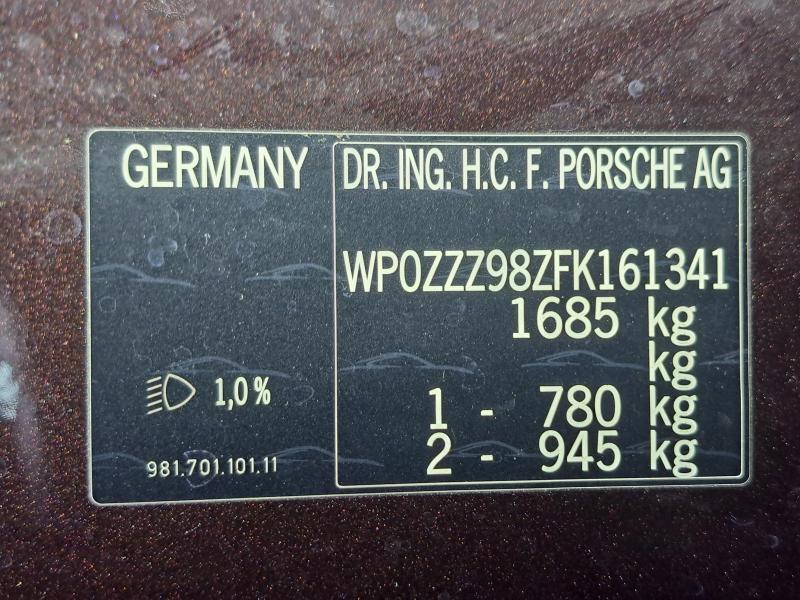 GERMANY
DR. ING. H.C. F. PORSCHE AG
WP0ZZZ98ZFK161341
1685 kg
kg
1 - 780 kg
2 - 945 kg
1,0 %
981.701.101.11